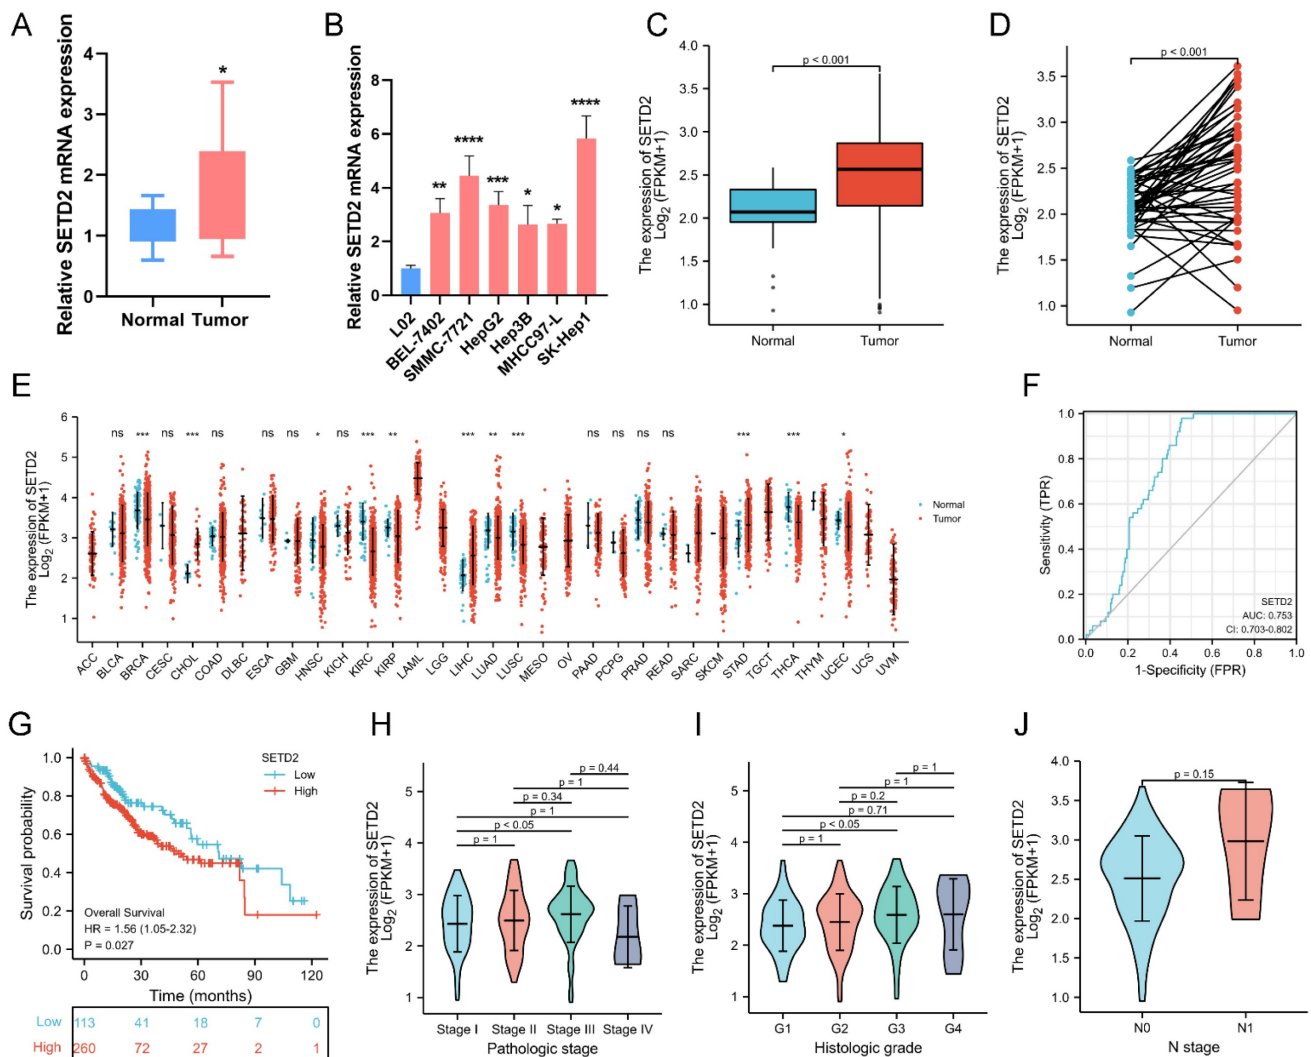 A
Relative SETD2 mRNA expression
4
3
2
1
0
*
Normal Tumor
B
Relative SETD2 mRNA expression
8
6
4
2
0
**
****
***
*
*
****
L02
BEL-7402
SMMC-7721
HepG2
Hep3B
MHCC97-L
SK-Hep1
C
The expression of SETD2
Log2 (FPKM+1)
4.0
3.5
3.0
2.5
2.0
1.5
1.0
p < 0.001
Normal Tumor
D
The expression of SETD2
Log2 (FPKM+1)
3.5
3.0
2.5
2.0
1.5
1.0
p < 0.001
Normal Tumor
E
The expression of SETD2
Log2 (FPKM+1)
6
5
4
3
2
1
ns *** ns *** ns ns ns * ns *** ** *** ** *** ns ns ns ns *** *** *
Normal
Tumor
ACC
BLCA
BRCA
CESC
CHOL
COAD
DLBC
ESCA
GBM
HNSC
KICH
KIRC
KIRP
LAML
LGG
LIHC
LUAD
LUSC
MESO
OV
PAAD
PCPG
PRAD
READ
SARC
SKCM
STAD
TGCT
THCA
THYM
UCEC
UCS
UVM
F
Sensitivity (TPR)
1.0
0.8
0.6
0.4
0.2
0.0
SETD2
AUC: 0.753
CI: 0.703-0.802
0.0 0.2 0.4 0.6 0.8 1.0
1-Specificity (FPR)
G
Survival probability
1.0
0.8
0.6
0.4
0.2
0.0
SETD2
Low
High
Overall Survival
HR = 1.56 (1.05-2.32)
P = 0.027
0 30 60 90 120
Time (months)
Low 113 41 18 7 0
High 260 72 27 2 1
H
The expression of SETD2
Log2 (FPKM+1)
5
4
3
2
1
p = 0.44
p = 1
p = 0.34
p = 1
p < 0.05
p = 1
Stage I Stage II Stage III Stage IV
Pathologic stage
I
The expression of SETD2
Log2 (FPKM+1)
5
4
3
2
1
p = 1
p = 1
p = 0.2
p = 0.71
p < 0.05
p = 1
G1 G2 G3 G4
Histologic grade
J
The expression of SETD2
Log2 (FPKM+1)
4.0
3.5
3.0
2.5
2.0
1.5
1.0
p = 0.15
N0 N1
N stage